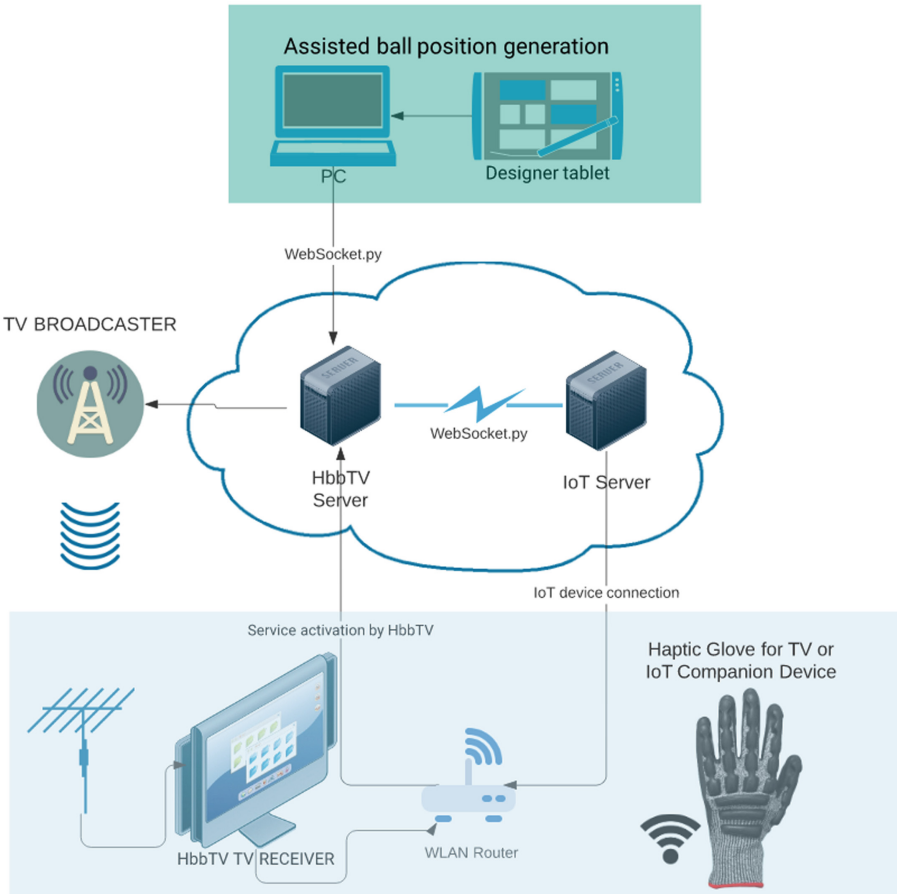 Assisted ball position generation
PC
Designer tablet
WebSocket.py
TV BROADCASTER
SERVER
SERVER
WebSocket.py
HbbTV
Server
IoT Server
IoT device connection
Service activation by HbbTV
Haptic Glove for TV or
IoT Companion Device
HbbTV TV RECEIVER
WLAN Router